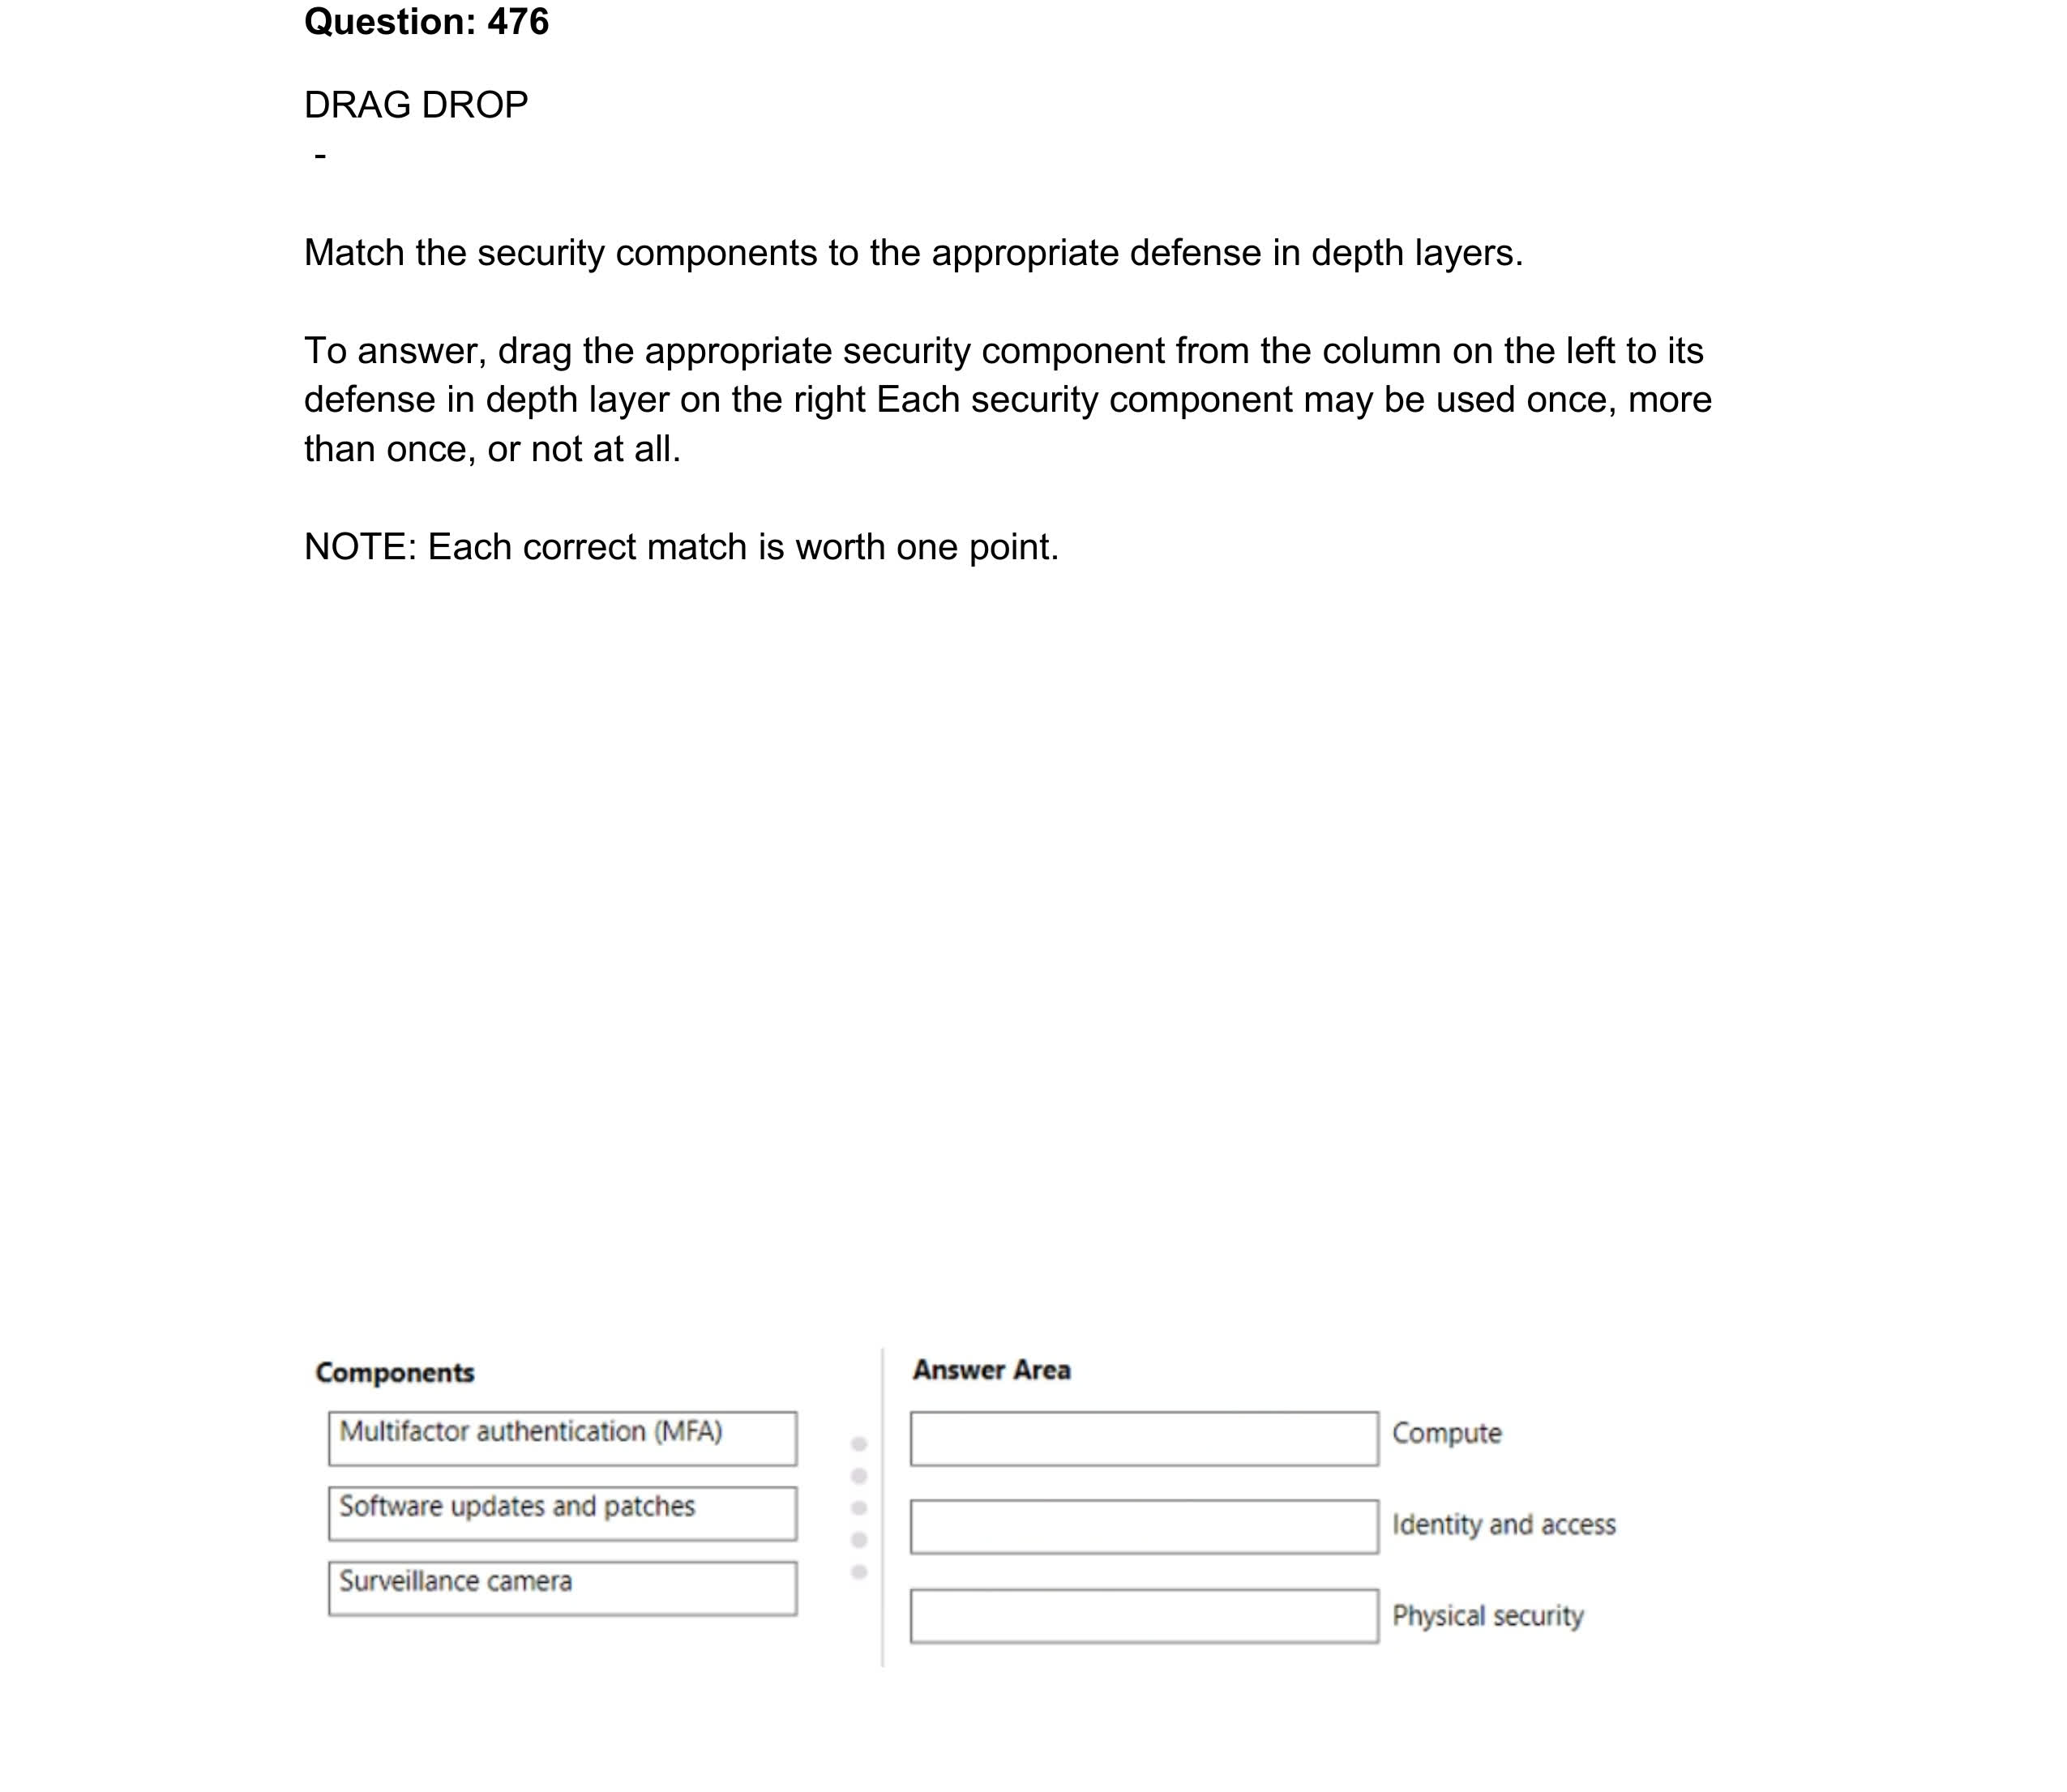 Question: 476
DRAG DROP
-
Match the security components to the appropriate defense in depth layers.
To answer, drag the appropriate security component from the column on the left to its
defense in depth layer on the right Each security component may be used once, more
than once, or not at all.
NOTE: Each correct match is worth one point.
Components
Multifactor authentication (MFA)
Software updates and patches
Surveillance camera
Answer Area
Compute
Identity and access
Physical security